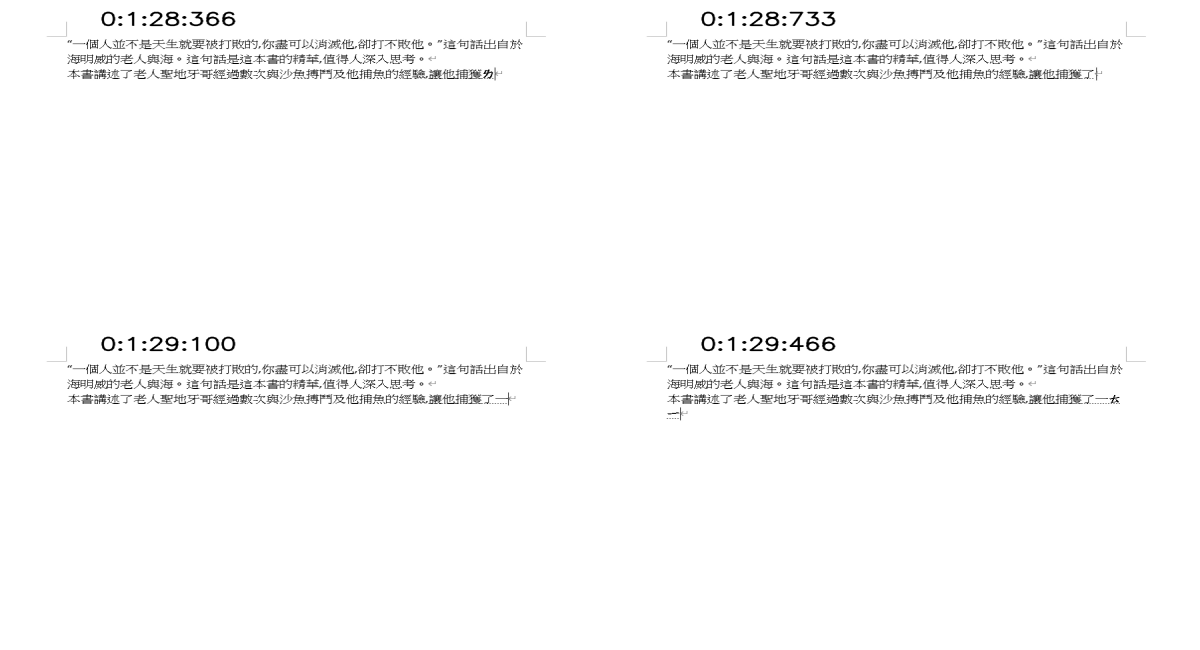 0:1:28:366
“一個人並不是天生就要被打敗的,你盡可以消滅他,卻打不敗他。”這句話出自於
海明威的老人與海。這句話是這本書的精華,值得人深入思考。
本書講述了老人聖地牙哥經過數次與沙魚搏鬥及他捕魚的經驗,讓他捕獲ㄌ
0:1:28:733
“一個人並不是天生就要被打敗的,你盡可以消滅他,卻打不敗他。”這句話出自於
海明威的老人與海。這句話是這本書的精華,值得人深入思考。
本書講述了老人聖地牙哥經過數次與沙魚搏鬥及他捕魚的經驗,讓他捕獲了
0:1:29:100
“一個人並不是天生就要被打敗的,你盡可以消滅他,卻打不敗他。”這句話出自於
海明威的老人與海。這句話是這本書的精華,值得人深入思考。
本書講述了老人聖地牙哥經過數次與沙魚搏鬥及他捕魚的經驗,讓他捕獲了一
0:1:29:466
“一個人並不是天生就要被打敗的,你盡可以消滅他,卻打不敗他。”這句話出自於
海明威的老人與海。這句話是這本書的精華,值得人深入思考。
本書講述了老人聖地牙哥經過數次與沙魚搏鬥及他捕魚的經驗,讓他捕獲了一ㄊ
ㄧ